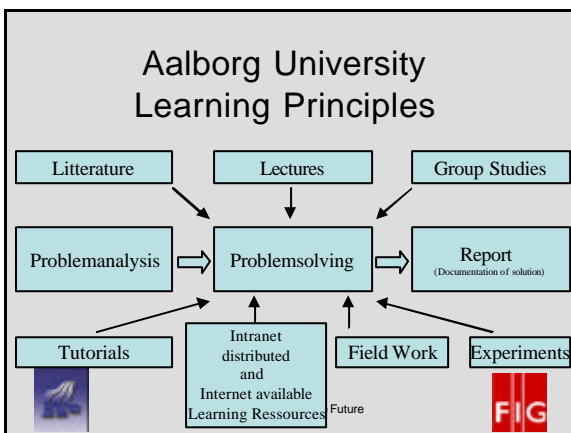 Aalborg University
Learning Principles
Litterature
Lectures
Group Studies
Problemanalysis
Problemsolving
Report
(Documentation of solution)
Tutorials
Intranet
distributed
and
Internet available
Learning Ressources
Future
Field Work
Experiments
FIG